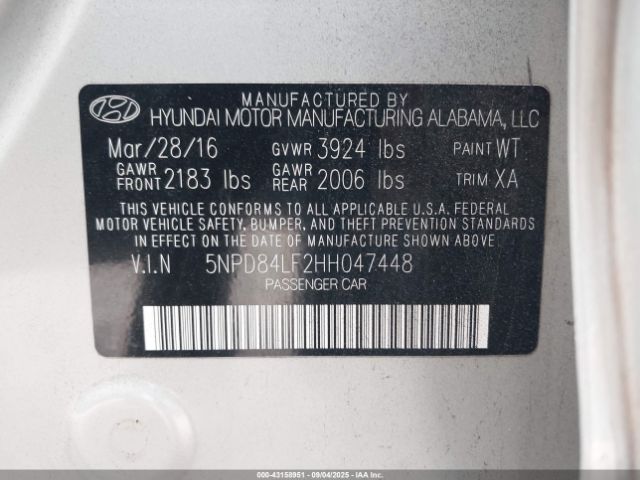 MANUFACTURED BY
HYUNDAI MOTOR MANUFACTURING ALABAMA, LLC
Mar/28/16 GVWR 3924 lbs PAINT WT
GAWR FRONT 2183 lbs GAWR REAR 2006 lbs TRIM XA
THIS VEHICLE CONFORMS TO ALL APPLICABLE U.S.A. FEDERAL
MOTOR VEHICLE SAFETY, BUMPER, AND THEFT PREVENTION STANDARDS
IN EFFECT ON THE DATE OF MANUFACTURE SHOWN ABOVE.
V.I.N 5NPD84LF2HH047448
PASSENGER CAR
000-43158951 - 09/04/2025 - IAAI.com